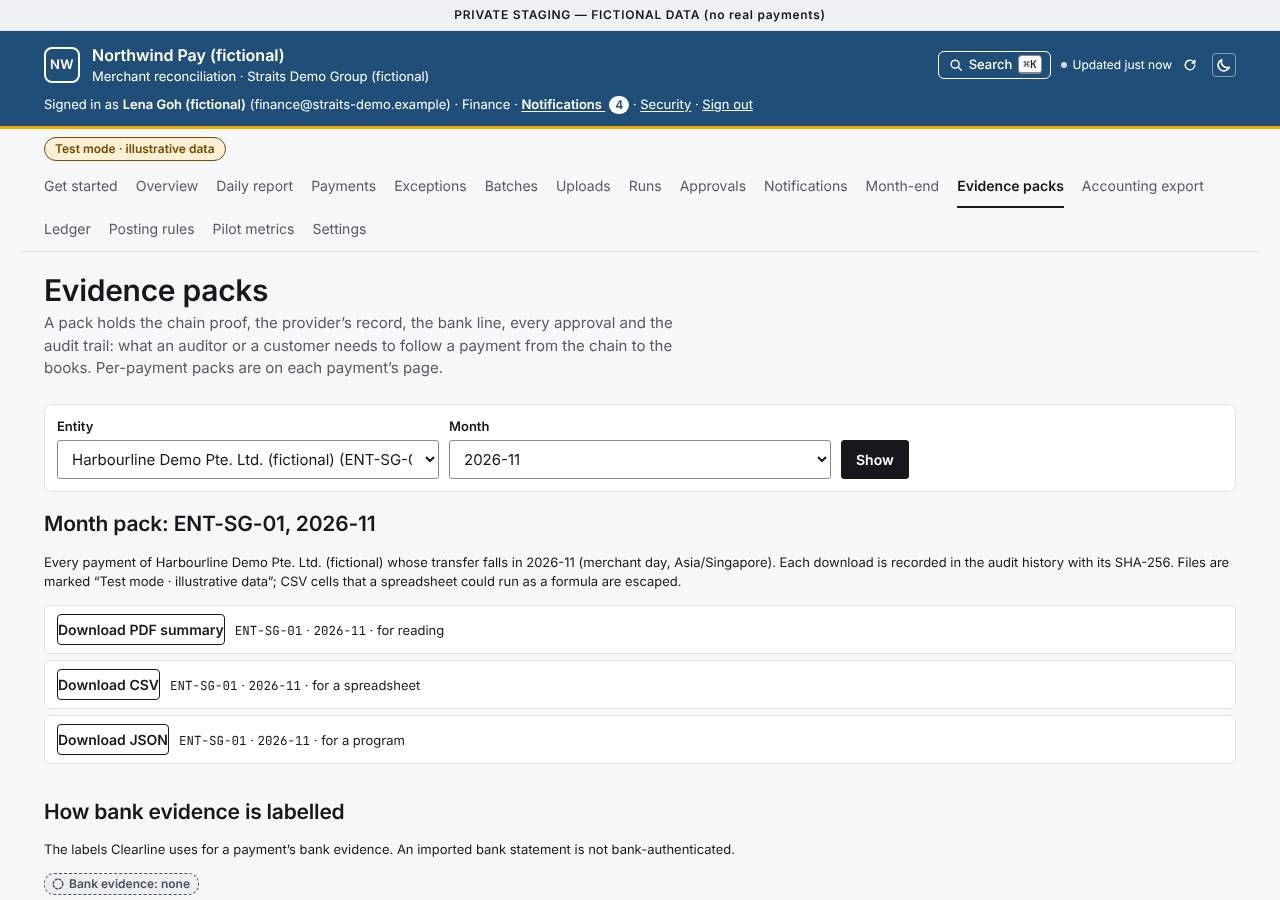 PRIVATE STAGING — FICTIONAL DATA (no real payments)
NW
Northwind Pay (fictional)
Merchant reconciliation · Straits Demo Group (fictional)
Search ⌘K
Updated just now
Signed in as Lena Goh (fictional) (finance@straits-demo.example) · Finance · Notifications 4 · Security · Sign out
Test mode · illustrative data
Get started Overview Daily report Payments Exceptions Batches Uploads Runs Approvals Notifications Month-end Evidence packs Accounting export
Ledger Posting rules Pilot metrics Settings
Evidence packs
A pack holds the chain proof, the provider’s record, the bank line, every approval and the
audit trail: what an auditor or a customer needs to follow a payment from the chain to the
books. Per-payment packs are on each payment’s page.
Entity Month
Harbourline Demo Pte. Ltd. (fictional) (ENT-SG- 2026-11 Show
Month pack: ENT-SG-01, 2026-11
Every payment of Harbourline Demo Pte. Ltd. (fictional) whose transfer falls in 2026-11 (merchant day, Asia/Singapore). Each download is recorded in the audit history with its SHA-256. Files are
marked “Test mode · illustrative data”; CSV cells that a spreadsheet could run as a formula are escaped.
Download PDF summary ENT-SG-01 · 2026-11 · for reading
Download CSV ENT-SG-01 · 2026-11 · for a spreadsheet
Download JSON ENT-SG-01 · 2026-11 · for a program
How bank evidence is labelled
The labels Clearline uses for a payment’s bank evidence. An imported bank statement is not bank-authenticated.
Bank evidence: none